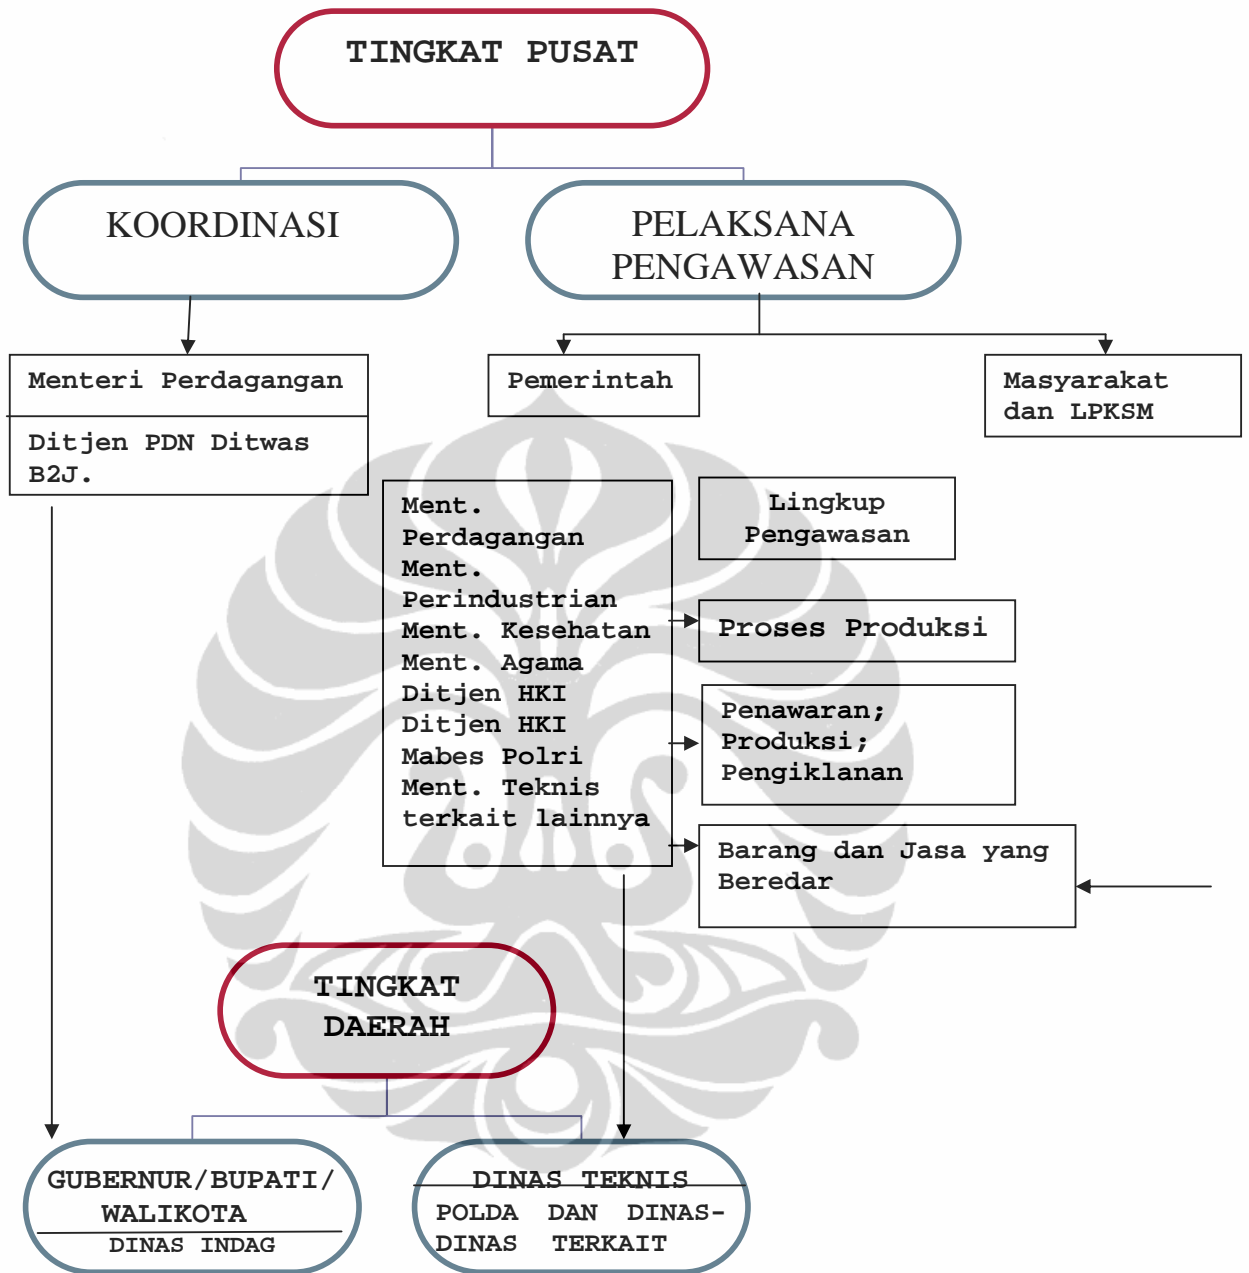 TINGKAT PUSAT
KOORDINASI
PELAKSANA
PENGAWASAN
Menteri Perdagangan
Ditjen PDN Ditwas
B2J.
Pemerintah
Masyarakat
dan LPKSM
Ment.
Perdagangan
Ment.
Perindustrian
Ment. Kesehatan
Ment. Agama
Ditjen HKI
Ditjen HKI
Mabes Polri
Ment. Teknis
terkait lainnya
Lingkup
Pengawasan
Proses Produksi
Penawaran;
Produksi;
Pengiklanan
Barang dan Jasa yang
Beredar
TINGKAT
DAERAH
GUBERNUR/BUPATI/
WALIKOTA
DINAS INDAG
DINAS TEKNIS
POLDA DAN DINAS-
DINAS TERKAIT